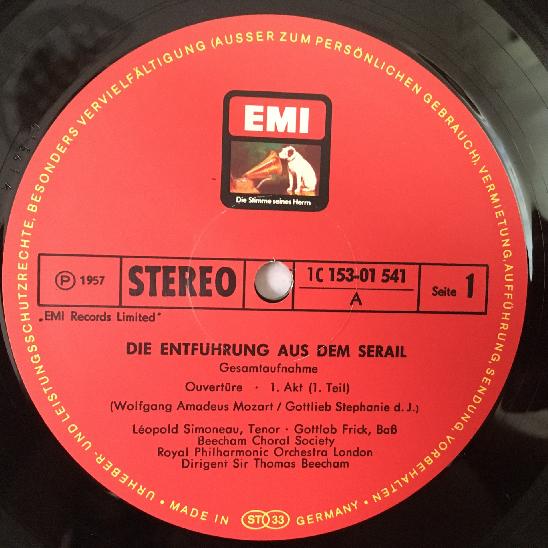 URHEBER- UND LEISTUNGSSCHUTZRECHTE, BESONDERS VERVIELFÄLTIGUNG (AUSSER ZUM PERSÖNLICHEN GEBRAUCH), VERMIETUNG, AUFFÜHRUNG, SENDUNG VORBEHALTEN
EMI
Die Stimme seines Herrn
Ⓟ 1957
STEREO
1C 153-01 541
A
Seite 1
„EMI Records Limited"
DIE ENTFUHRUNG AUS DEM SERAIL
Gesamtaufnahme
Ouvertüre · 1. Akt (1. Teil)
(Wolfgang Amadeus Mozart / Gottlieb Stephanie d. J.)
Léopold Simoneau, Tenor · Gottlob Frick, Baß
Beecham Choral Society
Royal Philharmonic Orchestra London
Dirigent Sir Thomas Beecham
· MADE IN ST 33 GERMANY ·